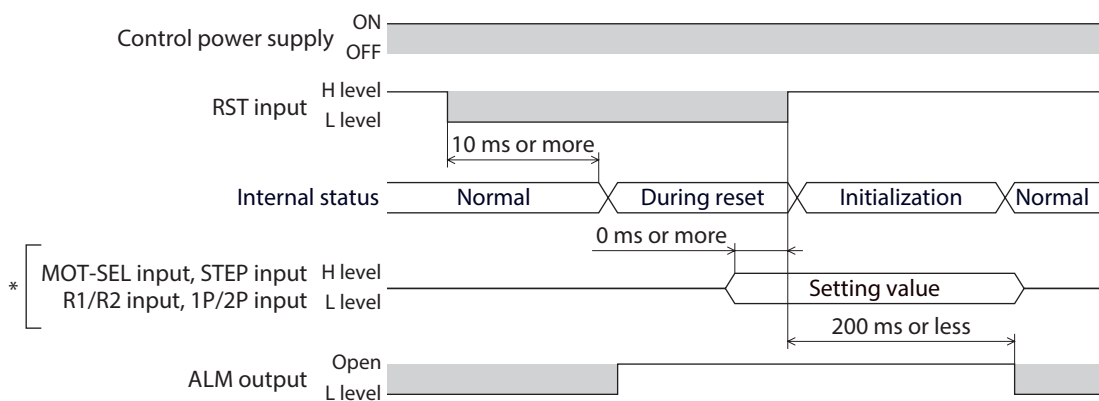 Control power supply
ON
OFF
RST input
H level
L level
10 ms or more
Internal status
Normal
During reset
Initialization
Normal
0 ms or more
*
MOT-SEL input, STEP input
R1/R2 input, 1P/2P input
H level
L level
Setting value
200 ms or less
ALM output
Open
L level